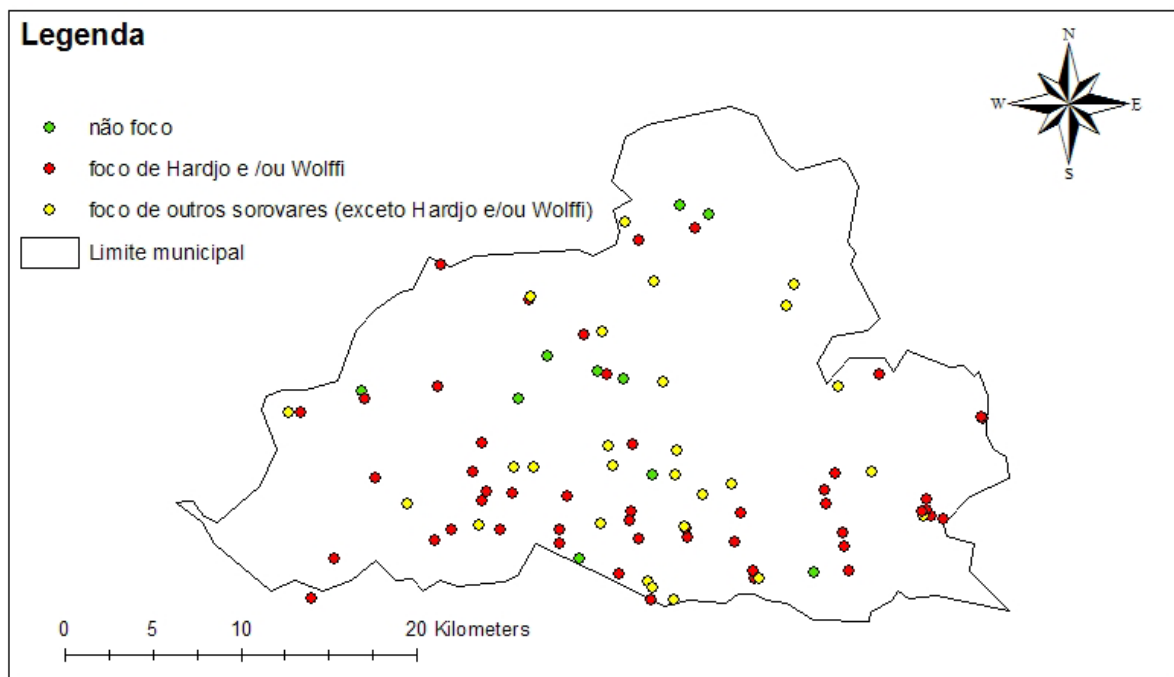 Legenda
não foco
foco de Hardjo e /ou Wolffi
foco de outros sorovares (exceto Hardjo e/ou Wolffi)
Limite municipal
N
W E
S
0 5 10 20 Kilometers